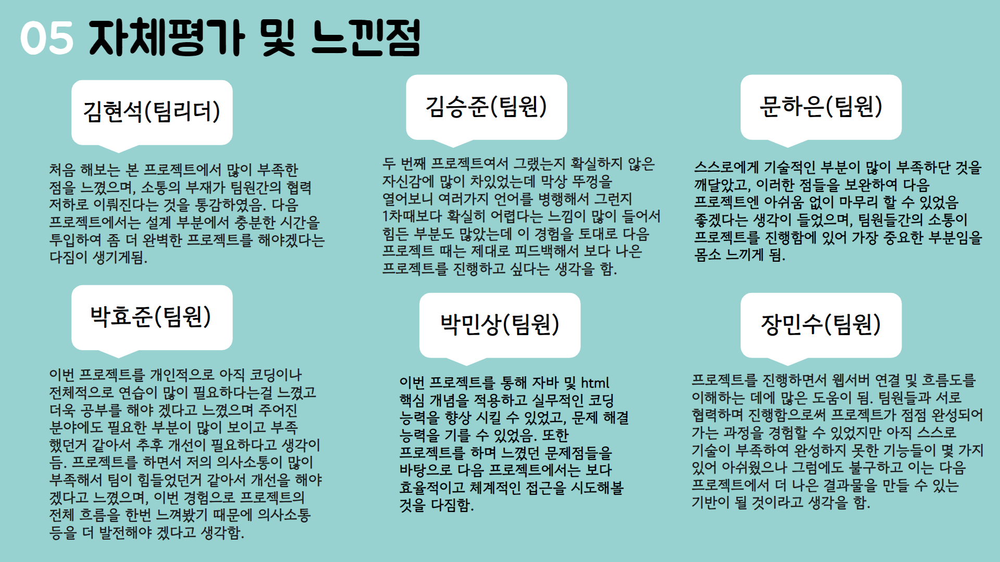 05 자체평가 및 느낀점
김현석(팀리더)
처음 해보는 본 프로젝트에서 많이 부족한
점을 느꼈으며, 소통의 부재가 팀원간의 협력
저하로 이뤄진다는 것을 통감하였음. 다음
프로젝트에서는 설계 부분에서 충분한 시간을
투입하여 좀 더 완벽한 프로젝트를 해야겠다는
다짐이 생기게됨.
김승준(팀원)
두 번째 프로젝트여서 그랬는지 확실하지 않은
자신감에 많이 차있었는데 막상 뚜껑을
열어보니 여러가지 언어를 병행해서 그런지
1차때보다 확실히 어렵다는 느낌이 많이 들어서
힘든 부분도 많았는데 이 경험을 토대로 다음
프로젝트 때는 제대로 피드백해서 보다 나은
프로젝트를 진행하고 싶다는 생각을 함.
문하은(팀원)
스스로에게 기술적인 부분이 많이 부족하단 것을
깨달았고, 이러한 점들을 보완하여 다음
프로젝트엔 아쉬움 없이 마무리 할 수 있었음
좋겠다는 생각이 들었으며, 팀원들간의 소통이
프로젝트를 진행함에 있어 가장 중요한 부분임을
몸소 느끼게 됨.
박효준(팀원)
이번 프로젝트를 개인적으로 아직 코딩이나
전체적으로 연습이 많이 필요하다는걸 느꼈고
더욱 공부를 해야 겠다고 느꼈으며 주어진
분야에도 필요한 부분이 많이 보이고 부족
했던거 같아서 추후 개선이 필요하다고 생각이
듬. 프로젝트를 하면서 저의 의사소통이 많이
부족해서 팀이 힘들었던거 같아서 개선을 해야
겠다고 느꼈으며, 이번 경험으로 프로젝트의
전체 흐름을 한번 느껴봤기 때문에 의사소통
등을 더 발전해야 겠다고 생각함.
박민상(팀원)
이번 프로젝트를 통해 자바 및 html
핵심 개념을 적용하고 실무적인 코딩
능력을 향상 시킬 수 있었고, 문제 해결
능력을 기를 수 있었음. 또한
프로젝트를 하며 느꼈던 문제점들을
바탕으로 다음 프로젝트에서는 보다
효율적이고 체계적인 접근을 시도해볼
것을 다짐함.
장민수(팀원)
프로젝트를 진행하면서 웹서버 연결 및 흐름도를
이해하는 데에 많은 도움이 됨. 팀원들과 서로
협력하며 진행함으로써 프로젝트가 점점 완성되어
가는 과정을 경험할 수 있었지만 아직 스스로
기술이 부족하여 완성하지 못한 기능들이 몇 가지
있어 아쉬웠으나 그럼에도 불구하고 이는 다음
프로젝트에서 더 나은 결과물을 만들 수 있는
기반이 될 것이라고 생각을 함.